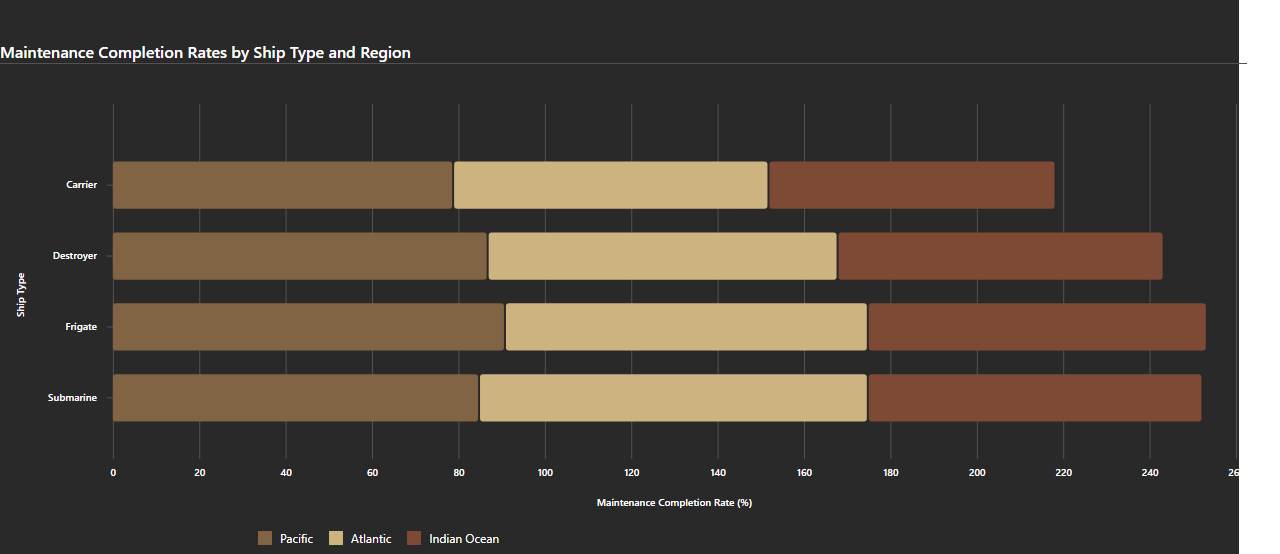 Maintenance Completion Rates by Ship Type and Region
Ship Type
Carrier
Destroyer
Frigate
Submarine
0 20 40 60 80 100 120 140 160 180 200 220 240 26
Maintenance Completion Rate (%)
Pacific Atlantic Indian Ocean